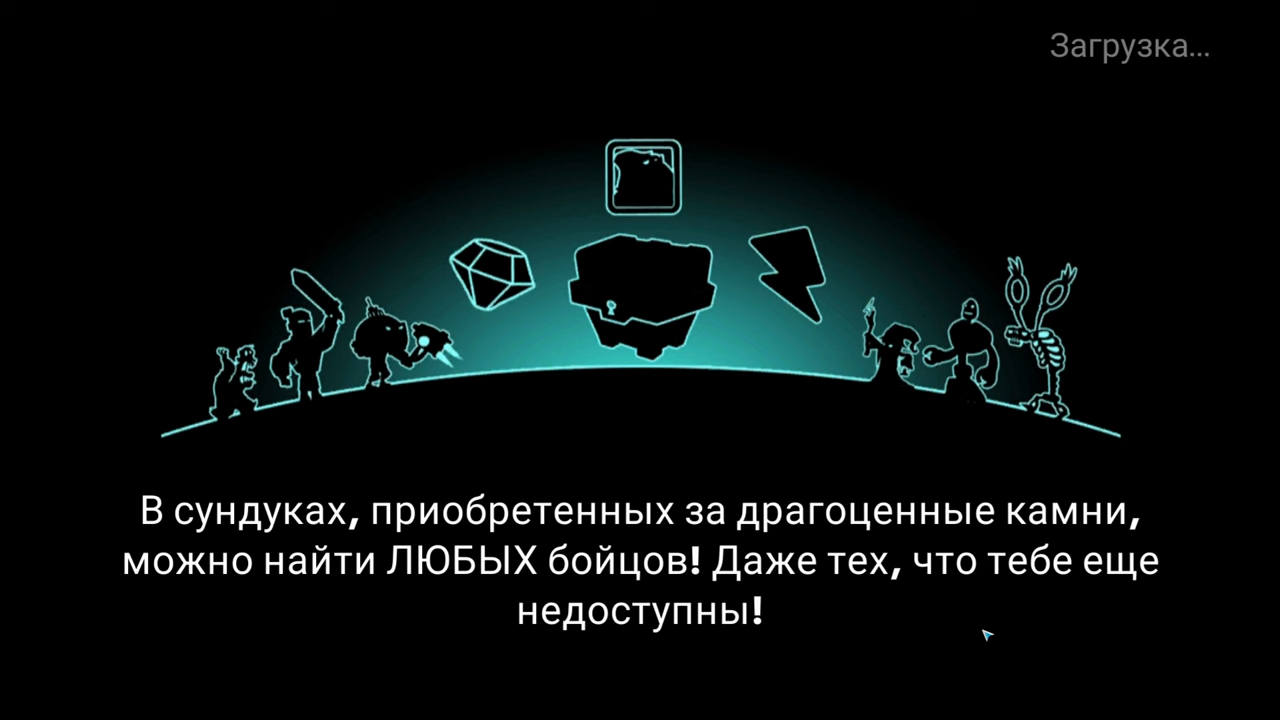 Загрузка...
В сундуках, приобретенных за драгоценные камни,
можно найти ЛЮБЫХ бойцов! Даже тех, что тебе еще
недоступны!